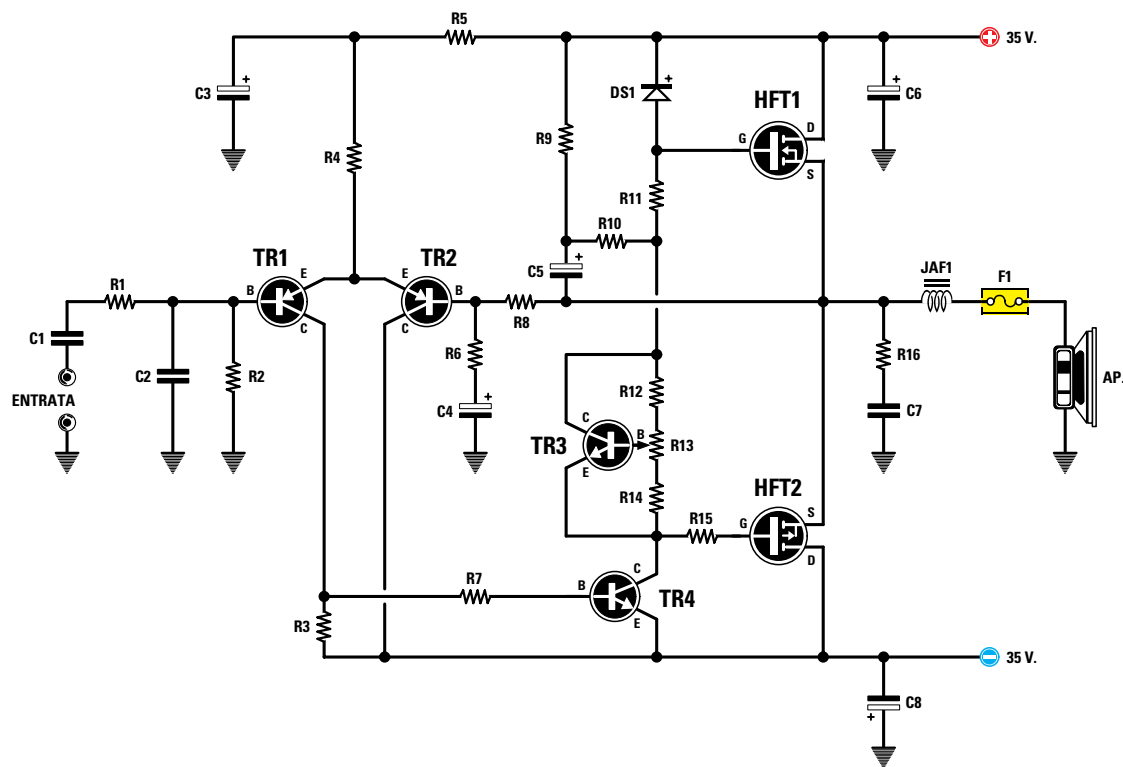 R5
35 V.
C3
DS1
HFT1
C6
D
G
S
R9
R4
R11
R10
TR1
TR2
C5
JAF1
F1
R1
E
E
B
B
R8
C
C
C1
C2
R2
R6
R16
AP.
ENTRATA
C4
R12
C7
C
TR3
B
R13
E
R14
HFT2
R15
S
G
D
R7
C
B
TR4
R3
E
35 V.
C8